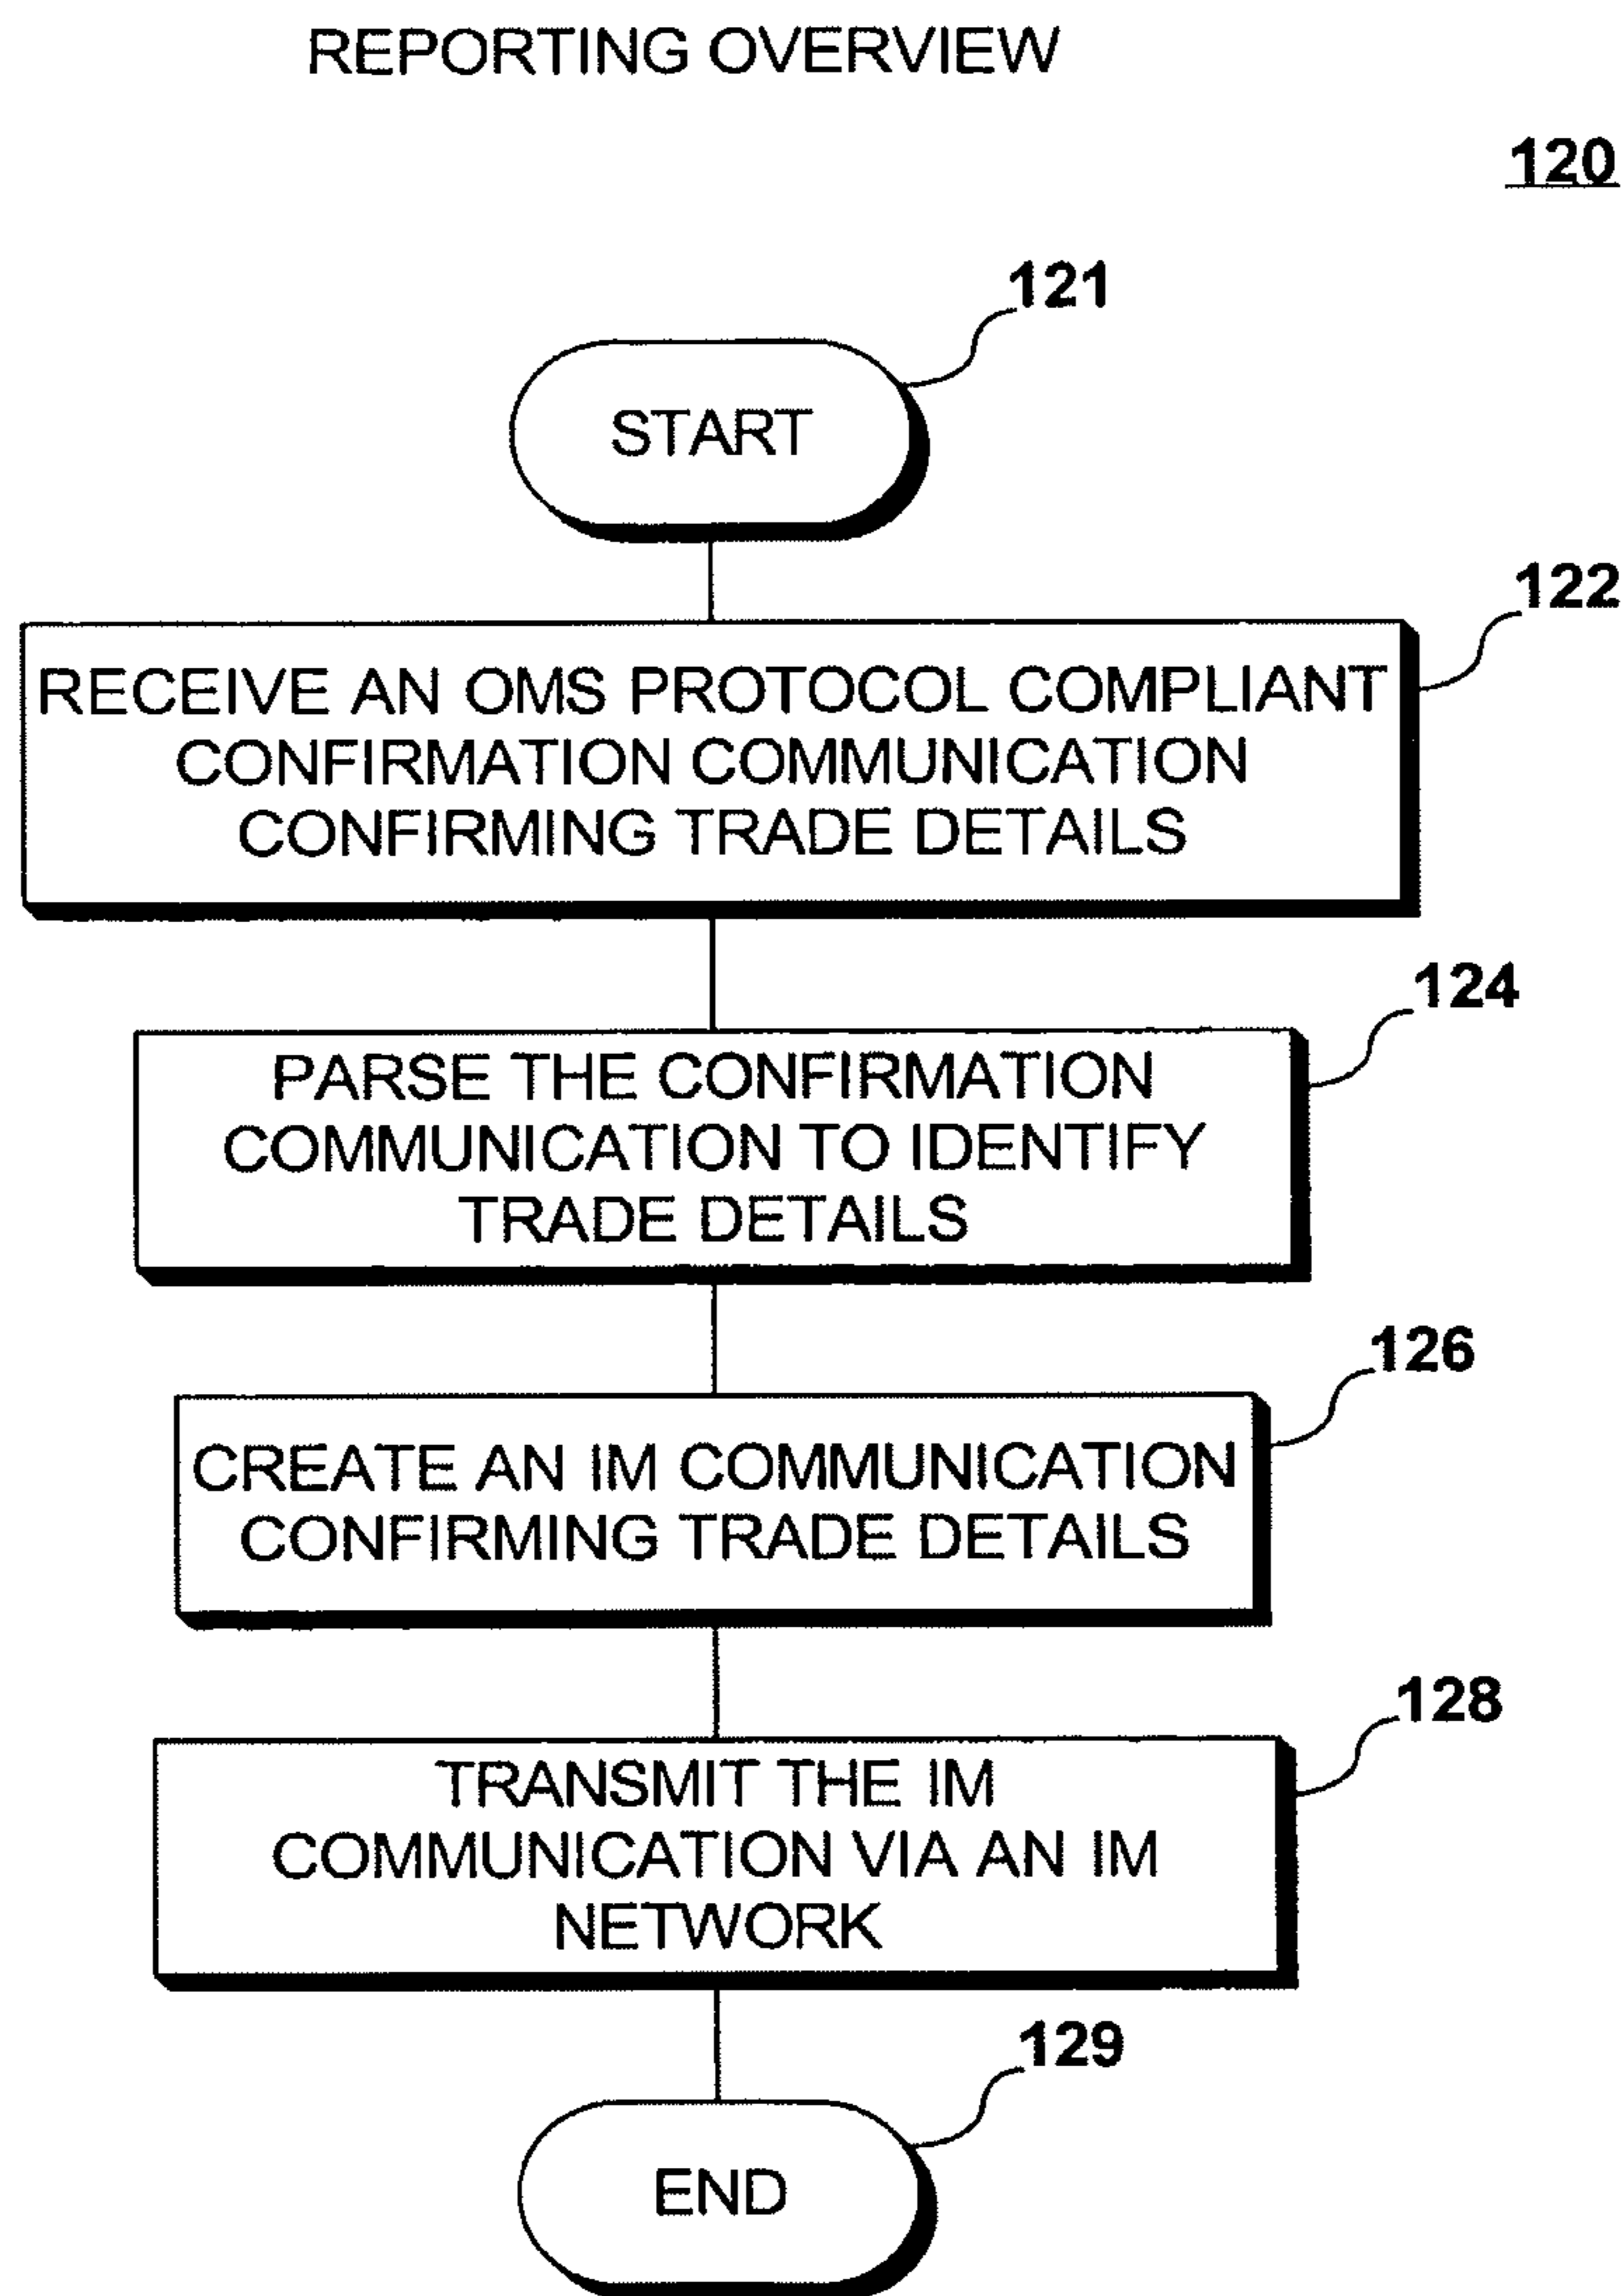 REPORTING OVERVIEW
120
121
START
122
RECEIVE AN OMS PROTOCOL COMPLIANT
CONFIRMATION COMMUNICATION
CONFIRMING TRADE DETAILS
124
PARSE THE CONFIRMATION
COMMUNICATION TO IDENTIFY
TRADE DETAILS
126
CREATE AN IM COMMUNICATION
CONFIRMING TRADE DETAILS
128
TRANSMIT THE IM
COMMUNICATION VIA AN IM
NETWORK
129
END